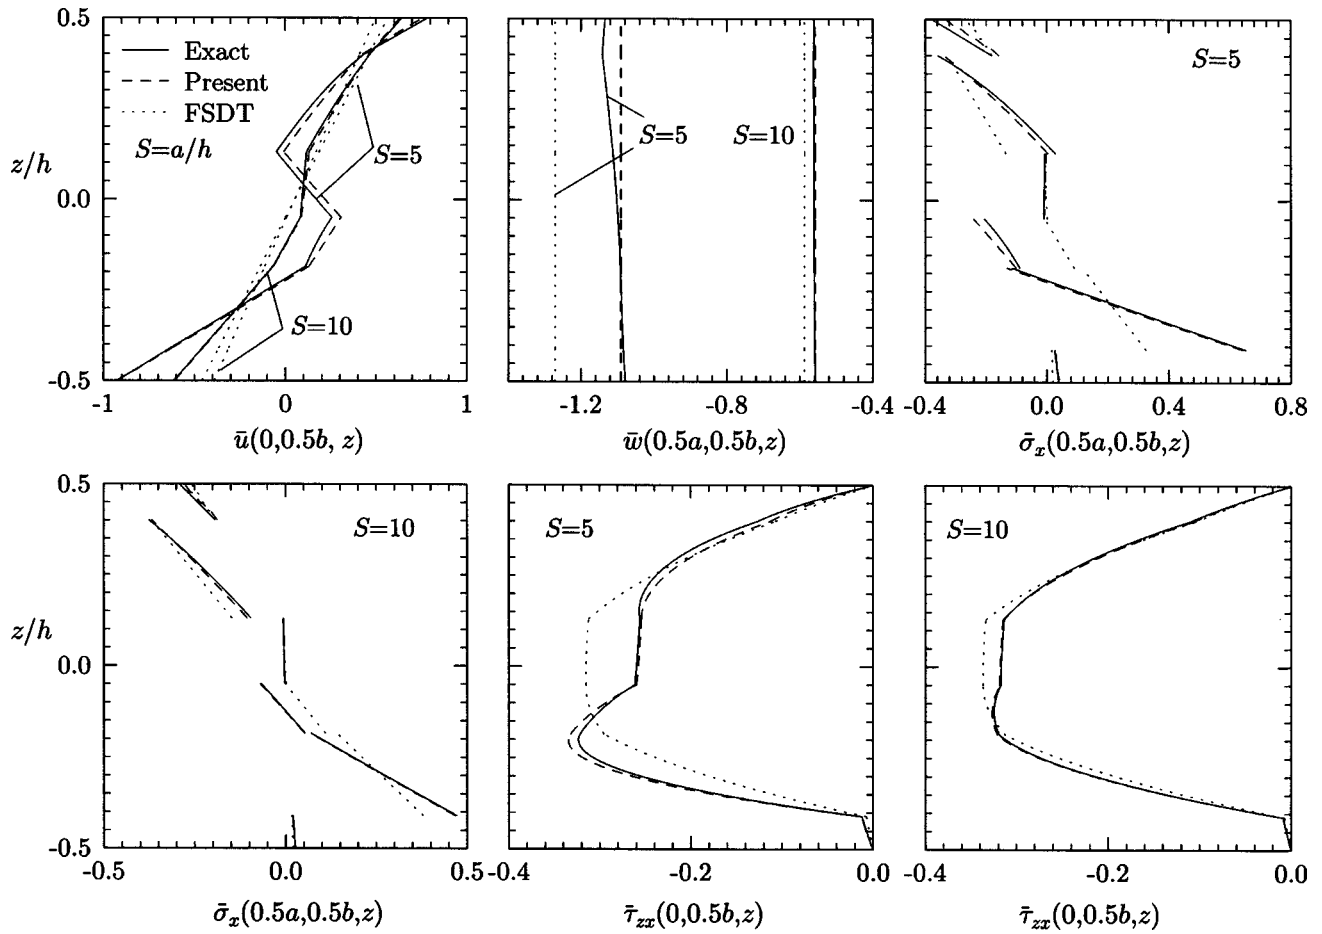 0.5
Exact
Present
FSDT
S=a/h
S=5
z/h
0.0
S=10
-0.5
-1
0
1
ū(0,0.5b, z)
S=5
S=10
-1.2
-0.8
-0.4
w̄(0.5a,0.5b,z)
S=5
-0.4
0.0
0.4
0.8
σ̄x(0.5a,0.5b,z)
0.5
S=10
z/h
0.0
-0.5
-0.5
0.0
0.5
σ̄x(0.5a,0.5b,z)
S=5
-0.4
-0.2
0.0
τ̄zx(0,0.5b,z)
S=10
-0.4
-0.2
0.0
τ̄zx(0,0.5b,z)